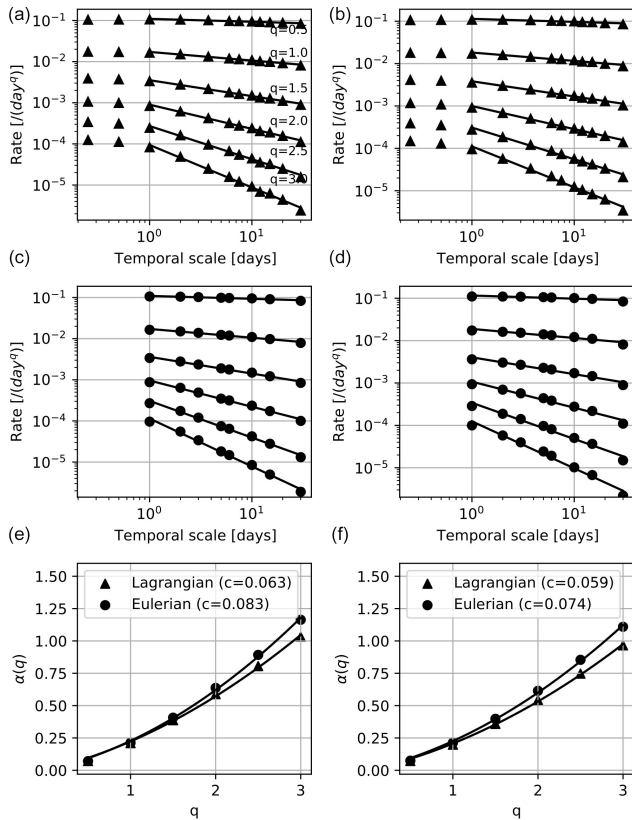 (a)
(b)
Rate [/(day^q)]
10^-1
10^-2
10^-3
10^-4
10^-5
q=0.5
q=1.0
q=1.5
q=2.0
q=2.5
q=3.0
10^0
10^1
Temporal scale [days]
Rate [/(day^q)]
10^-1
10^-2
10^-3
10^-4
10^-5
10^0
10^1
Temporal scale [days]
(c)
(d)
Rate [/(day^q)]
10^-1
10^-2
10^-3
10^-4
10^-5
10^0
10^1
Temporal scale [days]
Rate [/(day^q)]
10^-1
10^-2
10^-3
10^-4
10^-5
10^0
10^1
Temporal scale [days]
(e)
(f)
α(q)
1.50
1.25
1.00
0.75
0.50
0.25
0.00
Lagrangian (c=0.063)
Eulerian (c=0.083)
1
2
3
q
α(q)
1.50
1.25
1.00
0.75
0.50
0.25
0.00
Lagrangian (c=0.059)
Eulerian (c=0.074)
1
2
3
q